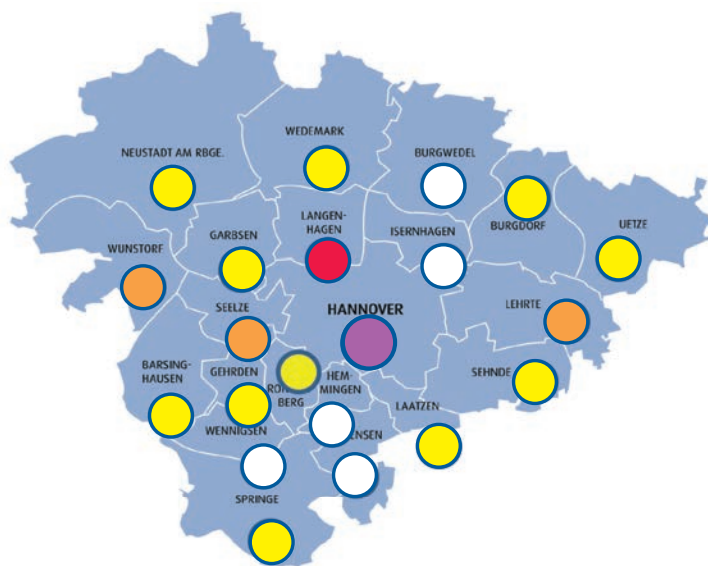 WEDEMARK
NEUSTADT AM RBGE.
BURGWEDEL
LANGEN-
HAGEN
GARBSEN
ISERNHAGEN
BURGDORF
UETZE
WUNSTORF
SEELZE
HANNOVER
LEHRTE
BARSING-
HAUSEN
GEHRDEN
HEM-
MINGEN
SEHNDE
BERG
LAATZEN
WENNIGSEN
SPRINGE